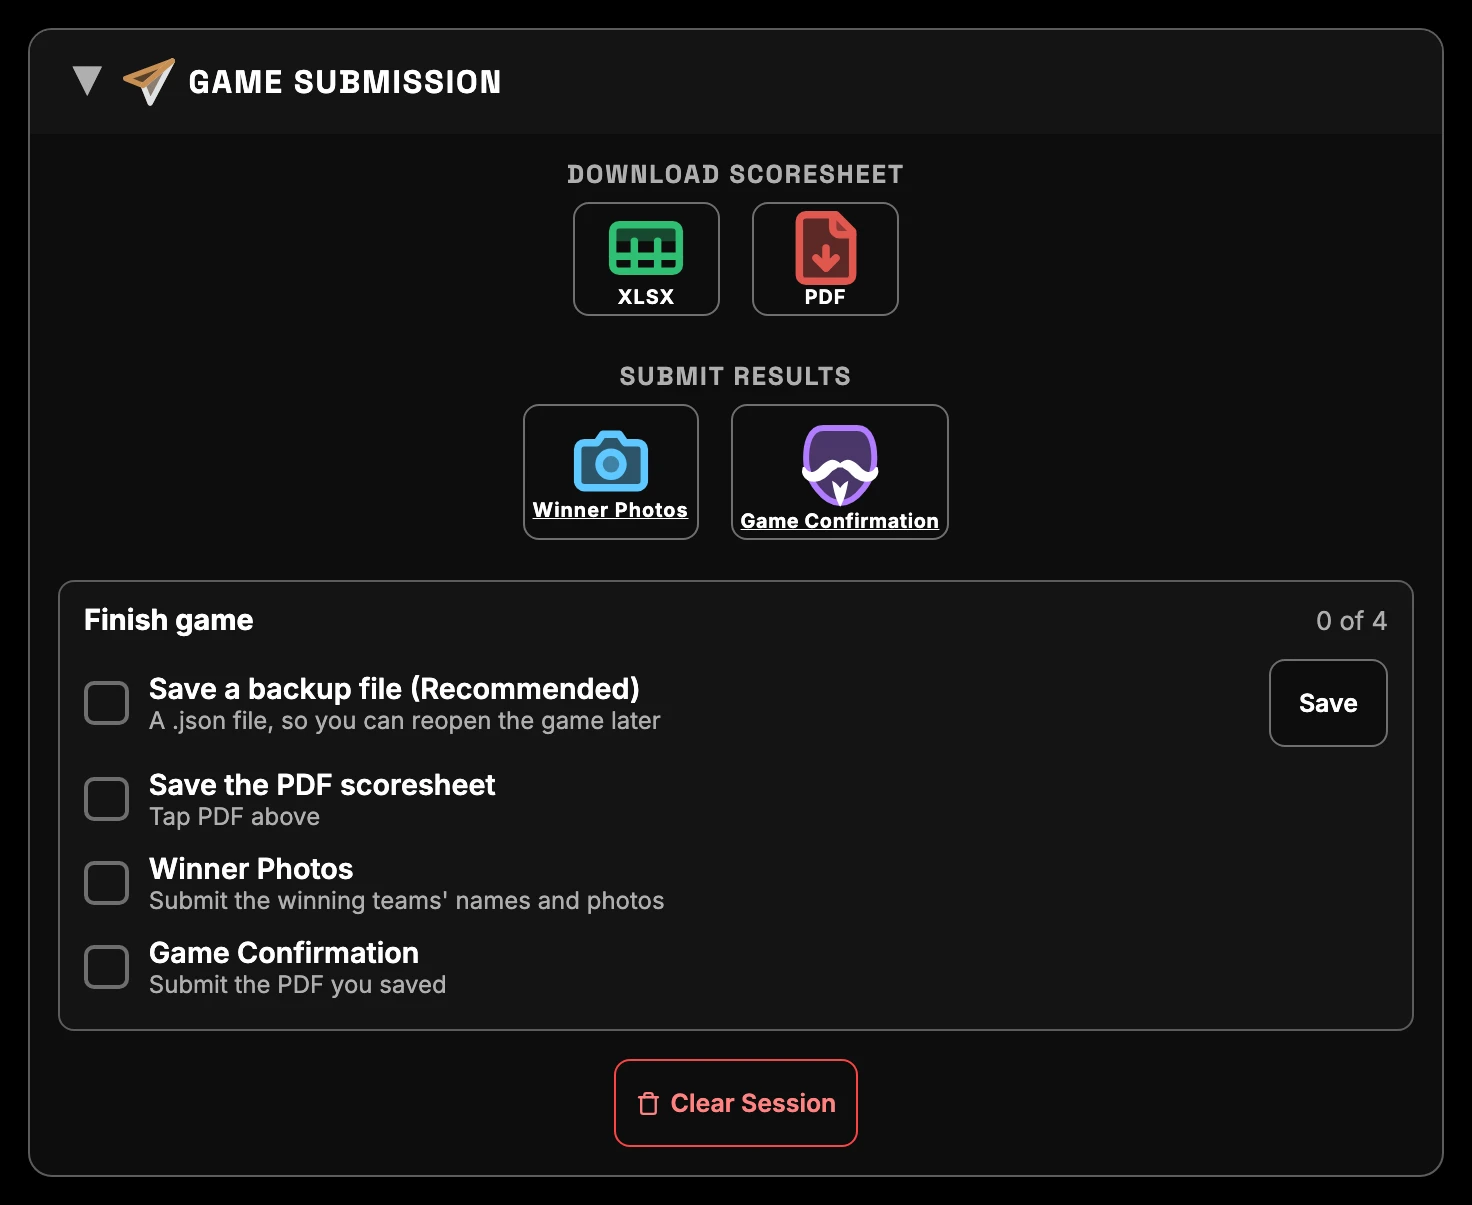 GAME SUBMISSION
DOWNLOAD SCORESHEET
XLSX
PDF
SUBMIT RESULTS
Winner Photos
Game Confirmation
Finish game
0 of 4
Save a backup file (Recommended)
A .json file, so you can reopen the game later
Save
Save the PDF scoresheet
Tap PDF above
Winner Photos
Submit the winning teams' names and photos
Game Confirmation
Submit the PDF you saved
Clear Session